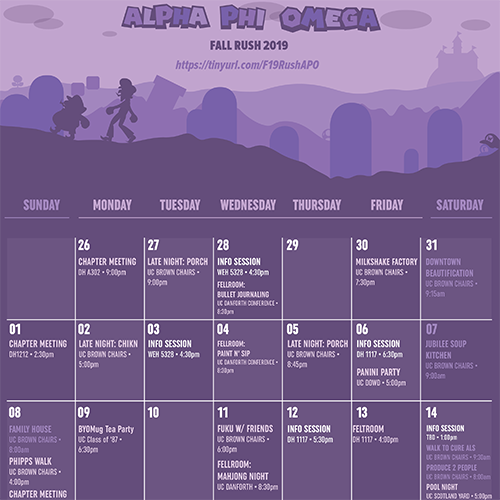 ALPHA PHI OMEGA
FALL RUSH 2019
https://tinyurl.com/F19RushAPO
SUNDAY MONDAY TUESDAY WEDNESDAY THURSDAY FRIDAY SATURDAY
26
CHAPTER MEETING
DH A302 • 9:00pm
27
LATE NIGHT: PORCH
UC BROWN CHAIRS •
9:00pm
28
INFO SESSION
WEH 5328 • 4:30pm
FELLROOM:
BULLET JOURNALING
UC DANFORTH CONFERENCE •
8:30pm
29
30
MILKSHAKE FACTORY
UC BROWN CHAIRS •
7:30pm
31
DOWNTOWN
BEAUTIFICATION
UC BROWN CHAIRS •
9:15am
01
CHAPTER MEETING
DH1212 • 2:30pm
02
LATE NIGHT: CHIKN
UC BROWN CHAIRS •
5:00pm
03
INFO SESSION
WEH 5328 • 4:30pm
04
FELLROOM:
PAINT N' SIP
UC DANFORTH CONFERENCE •
8:30pm
05
LATE NIGHT: PORCH
UC BROWN CHAIRS •
8:45pm
06
INFO SESSION
DH 1117 • 6:30pm
PANINI PARTY
UC DOWD • 5:00pm
07
JUBILEE SOUP
KITCHEN
UC BROWN CHAIRS •
9:00am
08
FAMILY HOUSE
UC BROWN CHAIRS •
8:00am
PHIPPS WALK
UC BROWN CHAIRS •
4:00pm
CHAPTER MEETING
09
BYOMug Tea Party
UC Class of '87 •
6:30pm
10
11
FUKU W/ FRIENDS
UC BROWN CHAIRS •
6:00pm
FELLROOM:
MAHJONG NIGHT
UC DANFORTH • 8:30pm
12
INFO SESSION
DH 1117 • 5:30pm
13
FELTROOM
DH 1117 • 4:00pm
14
INFO SESSION
TBD • 1:00pm
WALK TO CURE ALS
UC BROWN CHAIRS • 9:30am
PRODUCE 2 PEOPLE
UC BROWN CHAIRS • 8:00am
POOL NIGHT
UC SCOTLAND YARD • 5:00pm